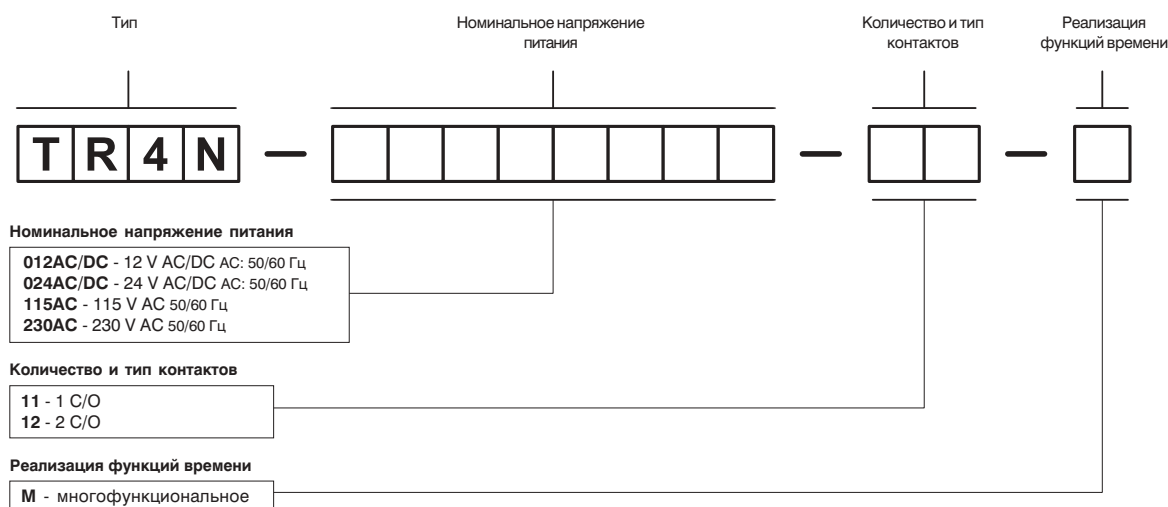 Тип
Номинальное напряжение
питания
Количество и тип
контактов
Реализация
функций времени
TR4N – –  –
Номинальное напряжение питания
012AC/DC - 12 V AC/DC AC: 50/60 Гц
024AC/DC - 24 V AC/DC AC: 50/60 Гц
115AC - 115 V AC 50/60 Гц
230AC - 230 V AC 50/60 Гц
Количество и тип контактов
11 - 1 C/O
12 - 2 C/O
Реализация функций времени
M - многофункциональное